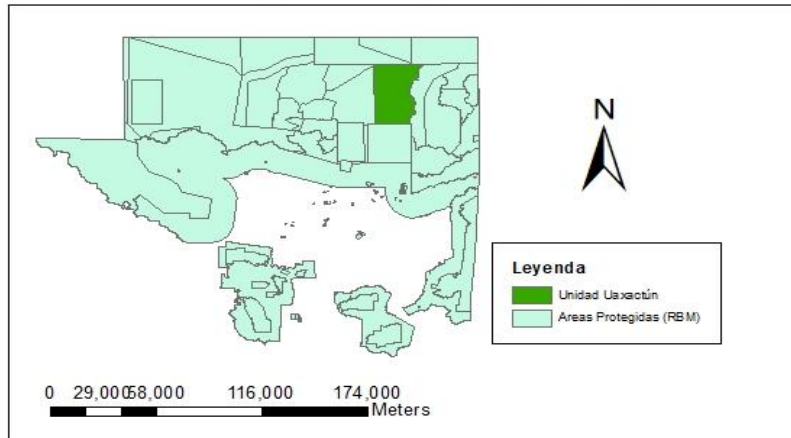 N
Leyenda
Unidad Uaxactún
Areas Protegidas (RBM)
0 29,000 58,000 116,000 174,000
Meters